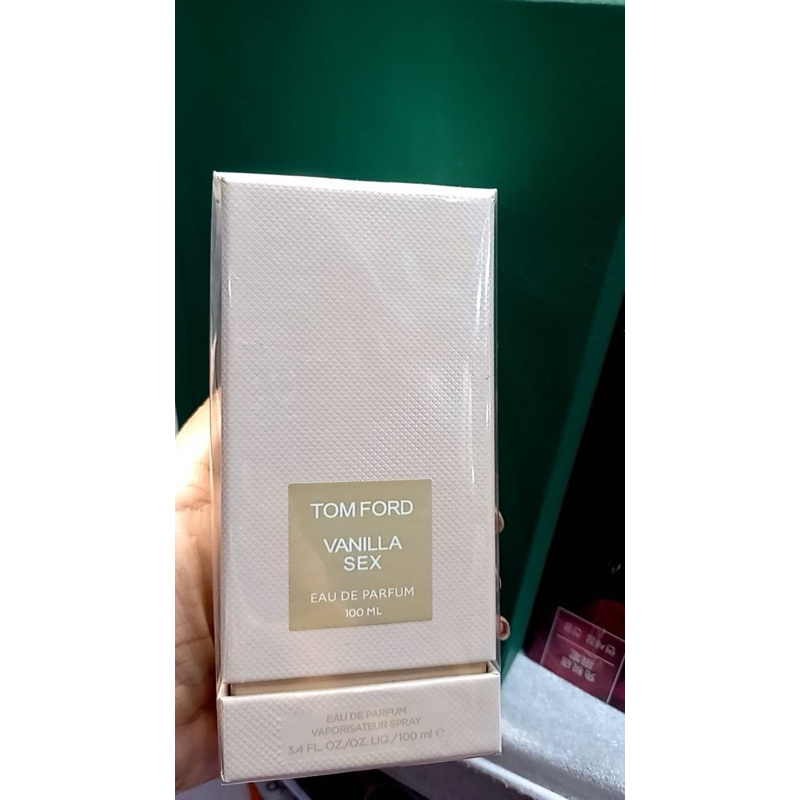 TOM FORD
VANILLA
SEX
EAU DE PARFUM
100 ML
EAU DE PARFUM
VAPORISATEUR SPRAY
3.4 FL. OZ./OZ. LIQ./100 ml ℮